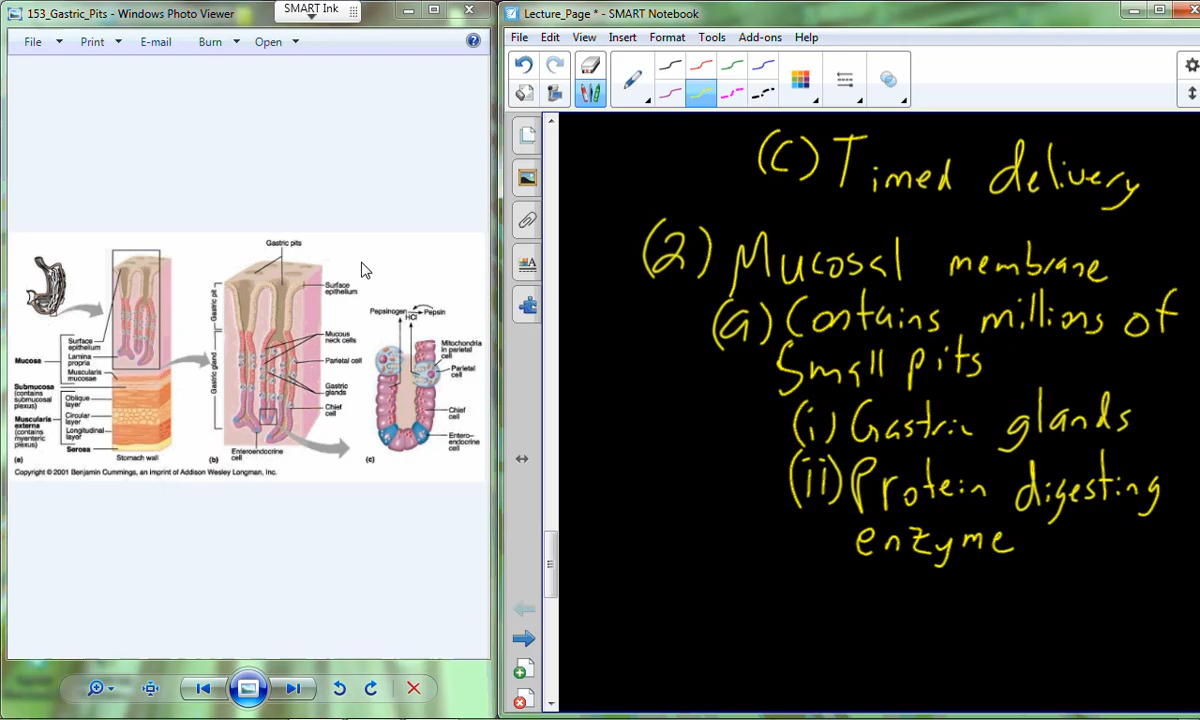 153_Gastric_Pits - Windows Photo Viewer
SMART Ink
File Print E-mail Burn Open
Gastric pits
Surface epithelium
Gastric pit
Mucous neck cells
Parietal cell
Gastric gland
Gastric glands
Chief cell
Enteroendocrine cell
(b)
Surface epithelium
Lamina propria
Mucosa
Muscularis mucosae
Submucosa (contains submucosal plexus)
Oblique layer
Muscularis externa (contains myenteric plexus)
Circular layer
Longitudinal layer
Serosa
Stomach wall
(a)
Pepsinogen
Pepsin
HCl
Mitochondria in parietal cell
Parietal cell
Chief cell
Entero-
endocrine cell
(c)
Copyright © 2001 Benjamin Cummings, an imprint of Addison Wesley Longman, Inc.
Lecture_Page * - SMART Notebook
File Edit View Insert Format Tools Add-ons Help
(C) Timed delivery
(2) Mucosal membrane
(a) Contains millions of
Small pits
(i) Gastric glands
(ii) Protein digesting
enzyme